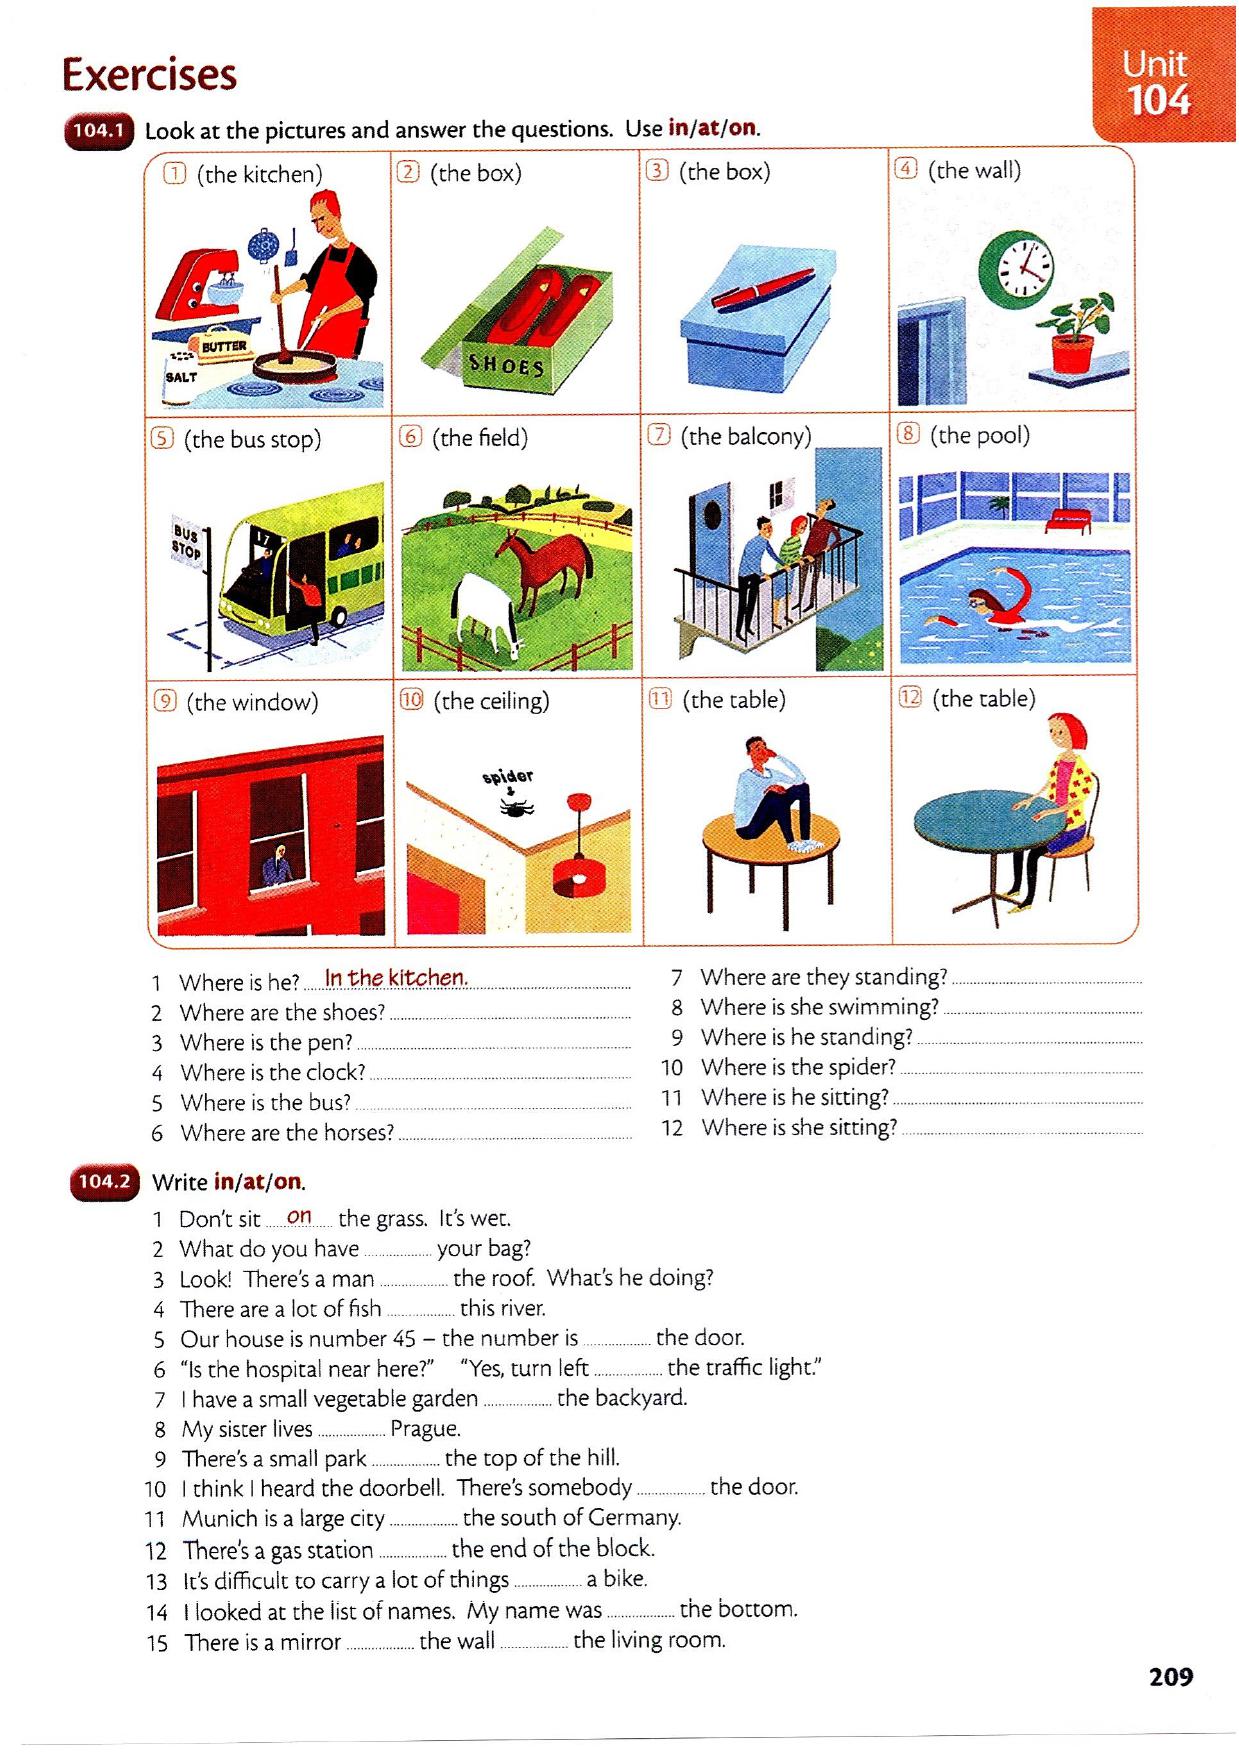 Exercises
Unit
104
104.1 Look at the pictures and answer the questions. Use in/at/on.
1 (the kitchen)
2 (the box)
3 (the box)
4 (the wall)
BUTTER
SALT
SHOES
5 (the bus stop)
6 (the field)
7 (the balcony)
8 (the pool)
BUS
STOP
17
9 (the window)
10 (the ceiling)
11 (the table)
12 (the table)
spider
1 Where is he? In the kitchen.
2 Where are the shoes?
3 Where is the pen?
4 Where is the clock?
5 Where is the bus?
6 Where are the horses?
7 Where are they standing?
8 Where is she swimming?
9 Where is he standing?
10 Where is the spider?
11 Where is he sitting?
12 Where is she sitting?
104.2 Write in/at/on.
1 Don't sit on the grass. It's wet.
2 What do you have ........ your bag?
3 Look! There's a man ........ the roof. What's he doing?
4 There are a lot of fish ........ this river.
5 Our house is number 45 – the number is ........ the door.
6 "Is the hospital near here?" "Yes, turn left ........ the traffic light."
7 I have a small vegetable garden ........ the backyard.
8 My sister lives ........ Prague.
9 There's a small park ........ the top of the hill.
10 I think I heard the doorbell. There's somebody ........ the door.
11 Munich is a large city ........ the south of Germany.
12 There's a gas station ........ the end of the block.
13 It's difficult to carry a lot of things ........ a bike.
14 I looked at the list of names. My name was ........ the bottom.
15 There is a mirror ........ the wall ........ the living room.
209